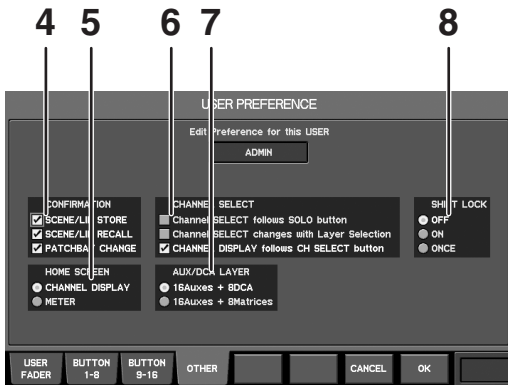 4 5 6 7 8
USER PREFERENCE
Edit Preference for this USER
ADMIN
CONFIRMATION
SCENE/LIB STORE
SCENE/LIB RECALL
PATCHBAY CHANGE
CHANNEL SELECT
Channel SELECT follows SOLO button
Channel SELECT changes with Layer Selection
CHANNEL DISPLAY follows CH SELECT button
SHIFT LOCK
OFF
ON
ONCE
HOME SCREEN
CHANNEL DISPLAY
METER
AUX/DCA LAYER
16Auxes + 8DCA
16Auxes + 8Matrices
USER FADER
BUTTON 1-8
BUTTON 9-16
OTHER
CANCEL
OK